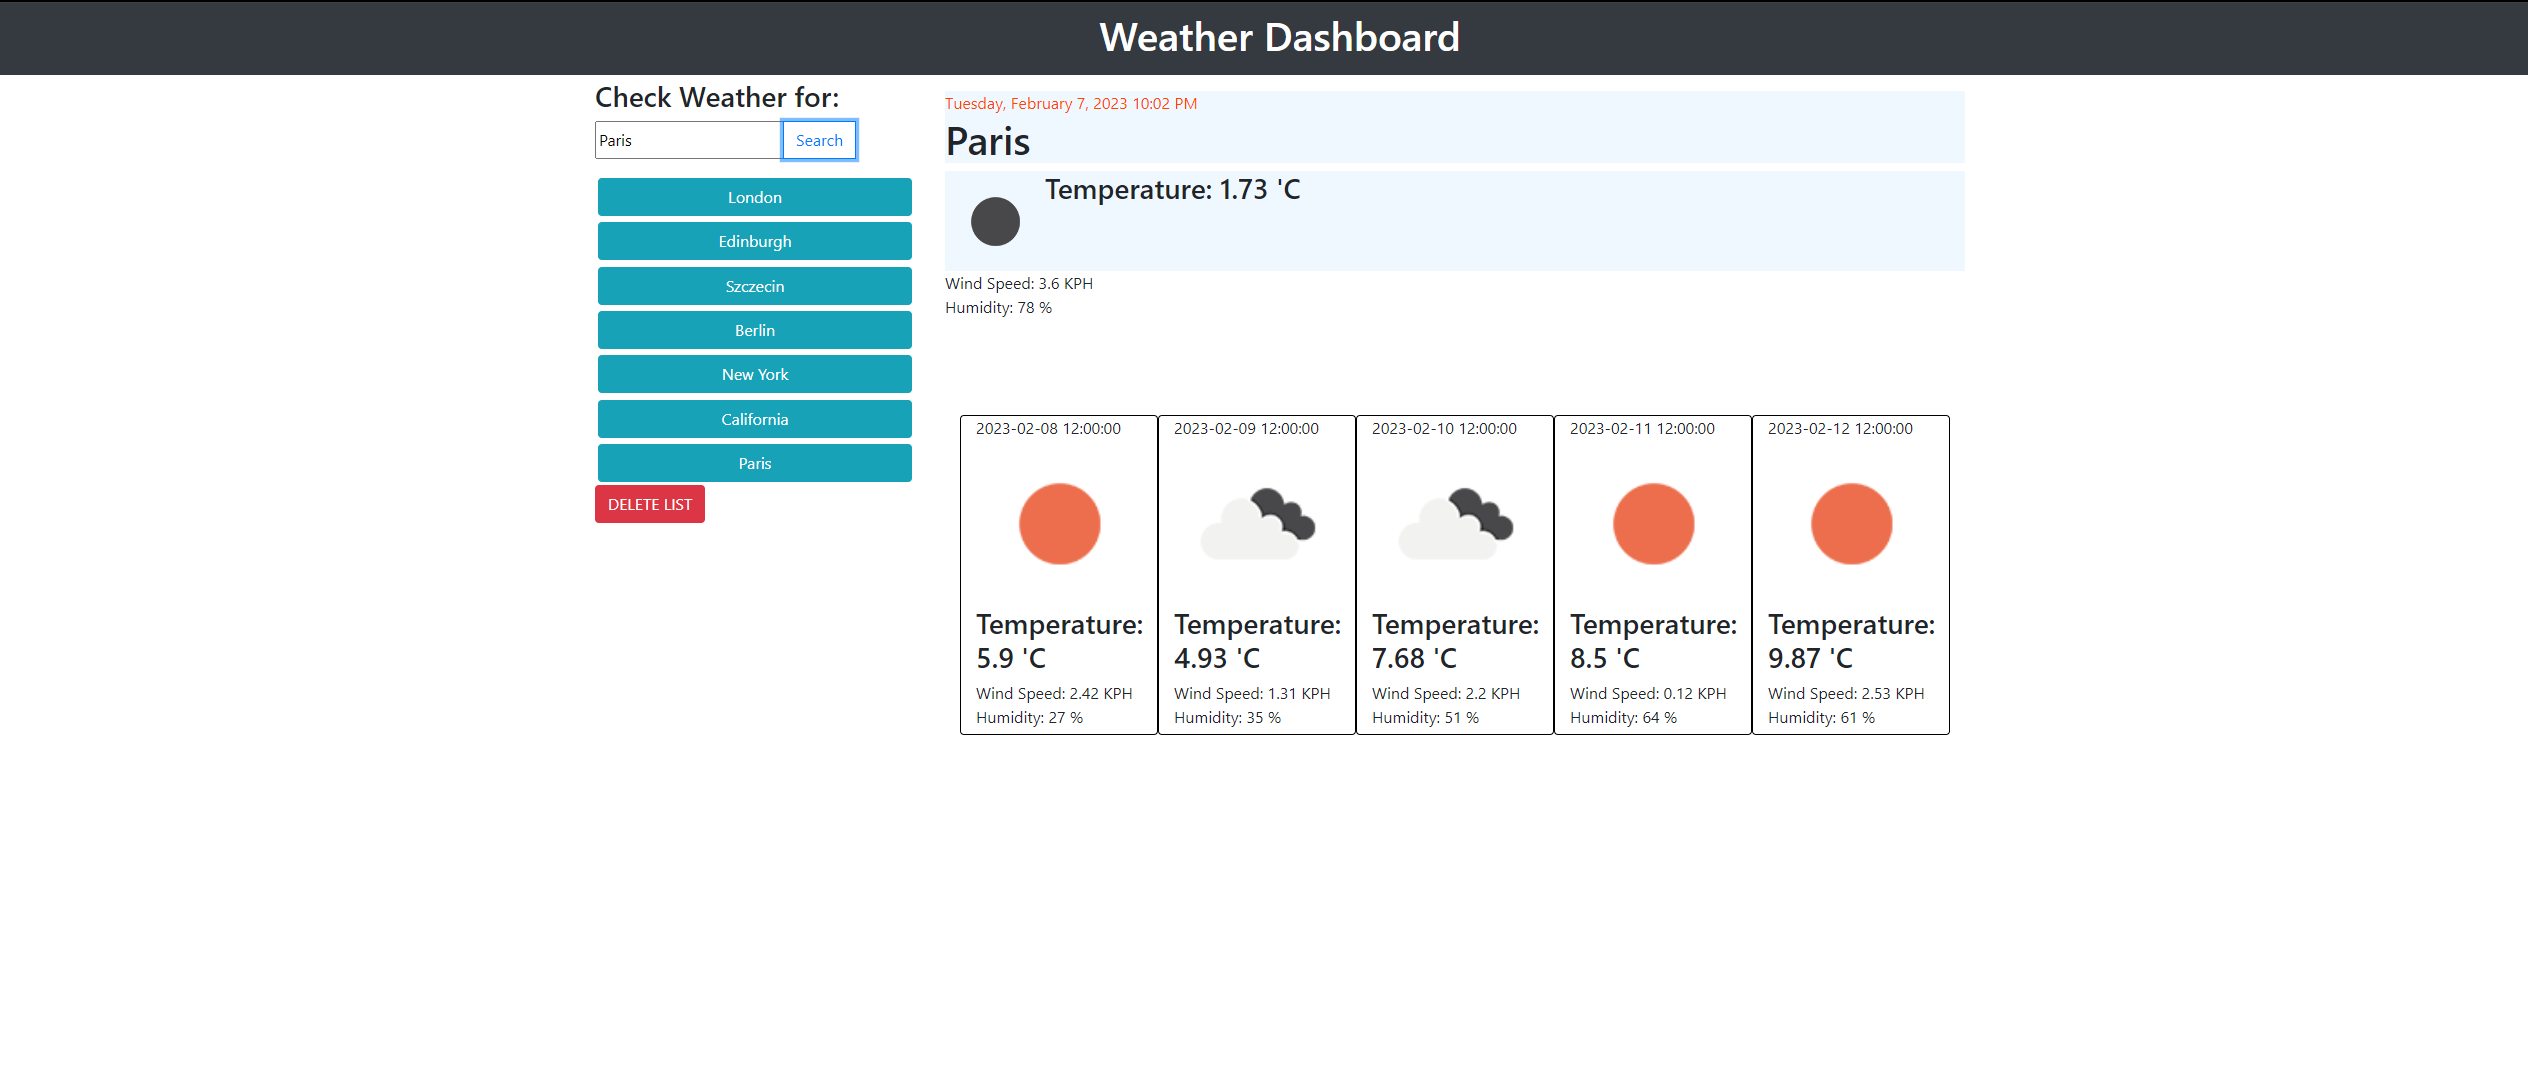 Weather Dashboard
Check Weather for:
Paris
Search
London
Edinburgh
Szczecin
Berlin
New York
California
Paris
DELETE LIST
Tuesday, February 7, 2023 10:02 PM
Paris
Temperature: 1.73 'C
Wind Speed: 3.6 KPH
Humidity: 78 %
2023-02-08 12:00:00
Temperature:
5.9 'C
Wind Speed: 2.42 KPH
Humidity: 27 %
2023-02-09 12:00:00
Temperature:
4.93 'C
Wind Speed: 1.31 KPH
Humidity: 35 %
2023-02-10 12:00:00
Temperature:
7.68 'C
Wind Speed: 2.2 KPH
Humidity: 51 %
2023-02-11 12:00:00
Temperature:
8.5 'C
Wind Speed: 0.12 KPH
Humidity: 64 %
2023-02-12 12:00:00
Temperature:
9.87 'C
Wind Speed: 2.53 KPH
Humidity: 61 %